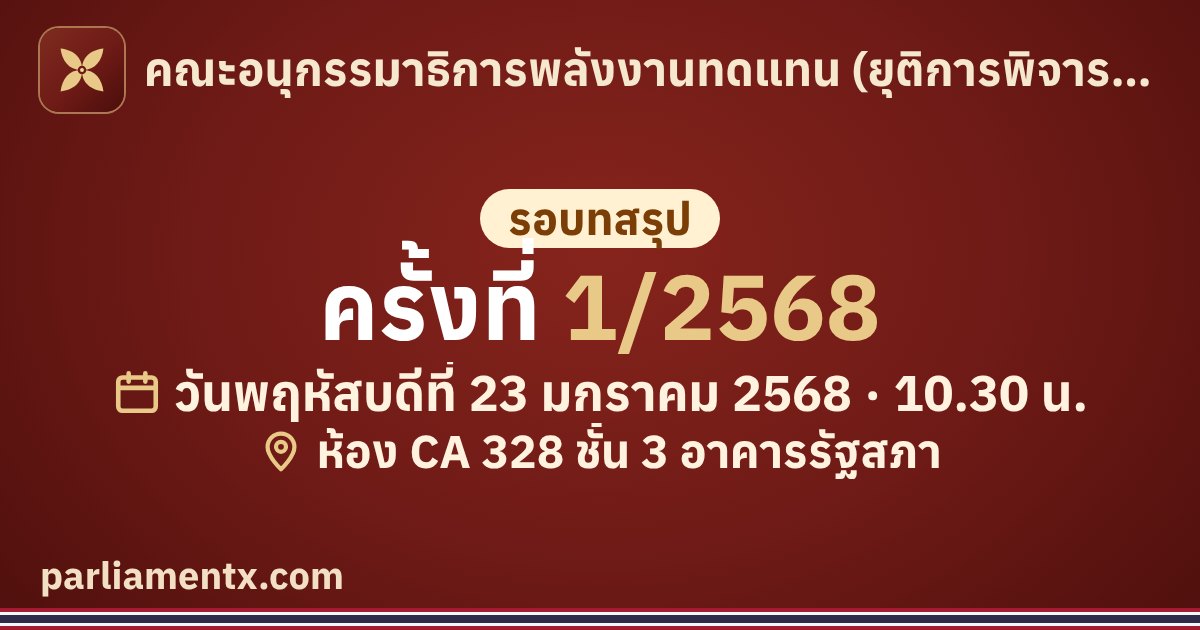 คณะอนุกรรมาธิการพลังงานทดแทน (ยุติการพิจาร...
รอบทสรุป
ครั้งที่ 1/2568
วันพฤหัสบดีที่ 23 มกราคม 2568 · 10.30 น.
ห้อง CA 328 ชั้น 3 อาคารรัฐสภา
parliamentx.com